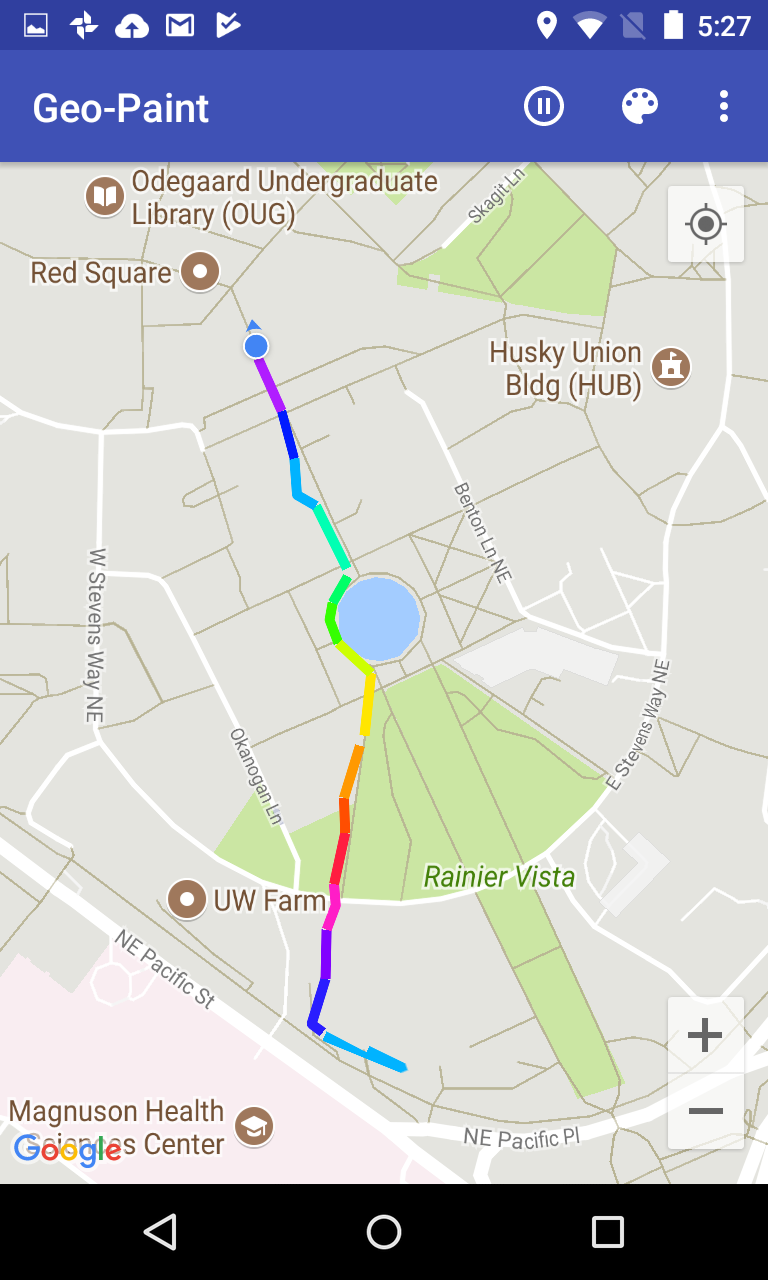 5:27
Geo-Paint
Odegaard Undergraduate
Library (OUG)
Skagit Ln
Red Square
Husky Union
Bldg (HUB)
Benton Ln NE
W Stevens Way NE
E Stevens Way NE
Okanogan Ln
Rainier Vista
UW Farm
NE Pacific St
Magnuson Health
Sciences Center
Google
NE Pacific Pl